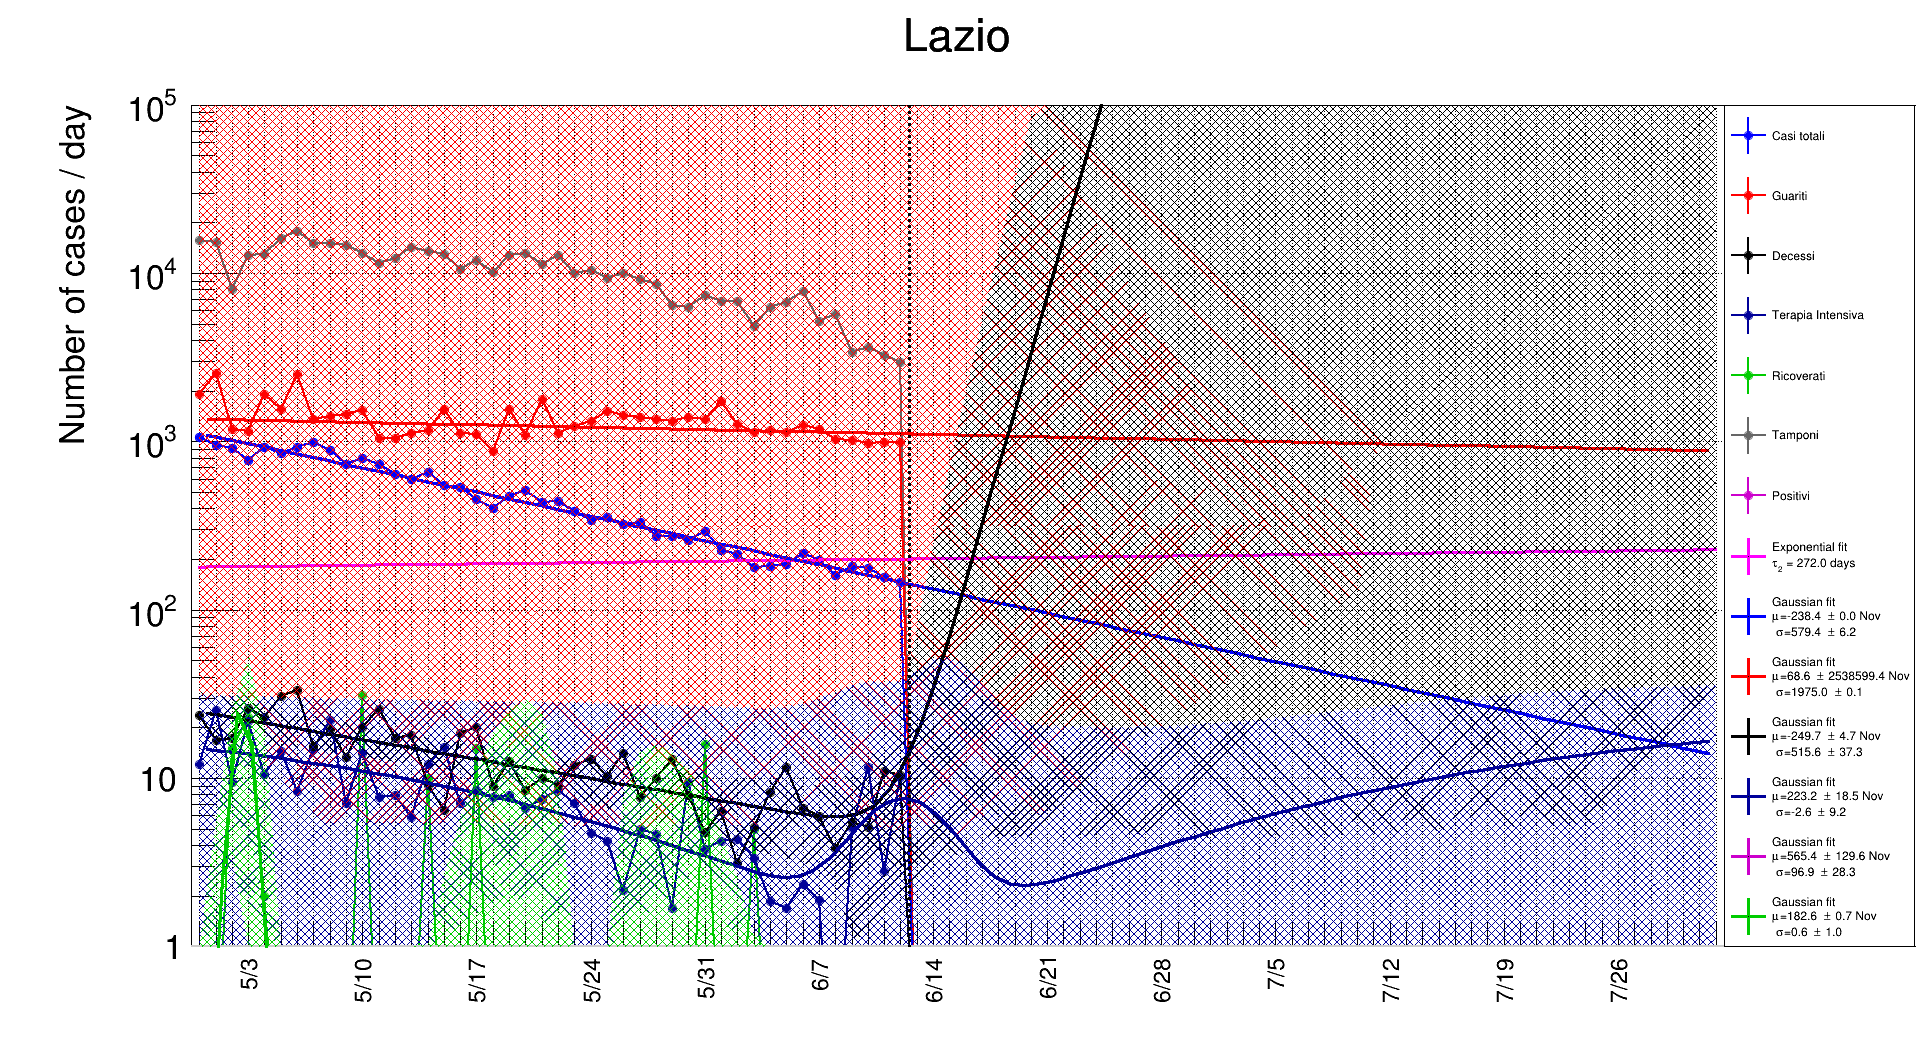 Lazio
Number of cases / day
10^5
10^4
10^3
10^2
10
1
5/3
5/10
5/17
5/24
5/31
6/7
6/14
6/21
6/28
7/5
7/12
7/19
7/26
Casi totali
Guariti
Decessi
Terapia Intensiva
Ricoverati
Tamponi
Positivi
Exponential fit
τ₂ = 272.0 days
Gaussian fit
μ=-238.4 ± 0.0 Nov
σ=579.4 ± 6.2
Gaussian fit
μ=68.6 ± 2538599.4 Nov
σ=1975.0 ± 0.1
Gaussian fit
μ=-249.7 ± 4.7 Nov
σ=515.6 ± 37.3
Gaussian fit
μ=223.2 ± 18.5 Nov
σ=-2.6 ± 9.2
Gaussian fit
μ=565.4 ± 129.6 Nov
σ=96.9 ± 28.3
Gaussian fit
μ=182.6 ± 0.7 Nov
σ=0.6 ± 1.0